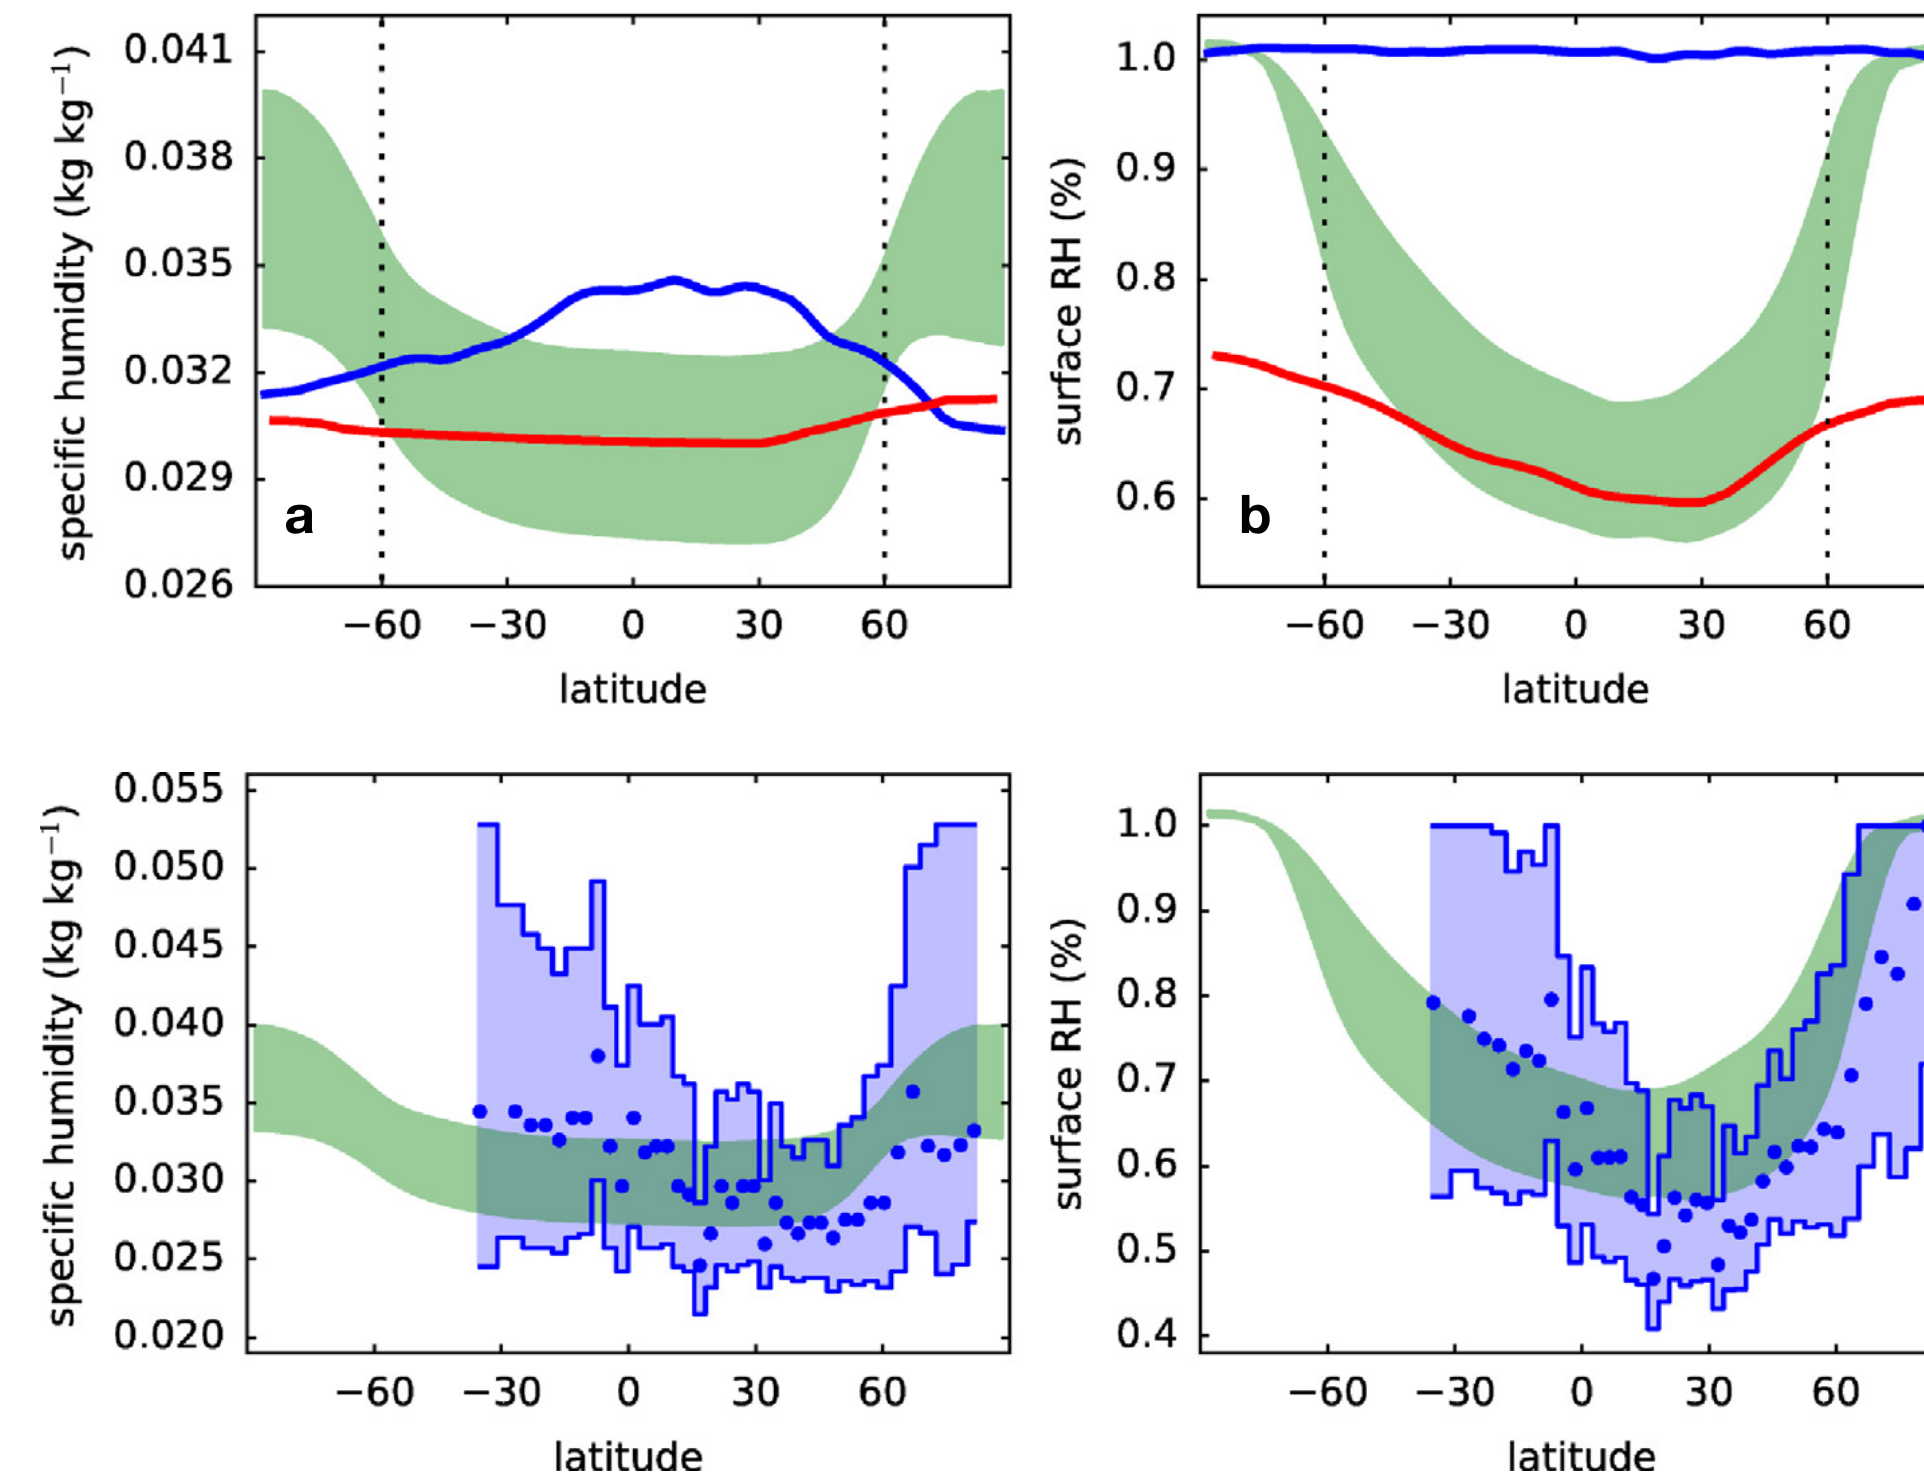 specific humidity (kg kg⁻¹)
0.041
0.038
0.035
0.032
0.029
0.026
a
−60 −30 0 30 60
latitude
surface RH (%)
1.0
0.9
0.8
0.7
0.6
b
−60 −30 0 30 60
latitude
specific humidity (kg kg⁻¹)
0.055
0.050
0.045
0.040
0.035
0.030
0.025
0.020
−60 −30 0 30 60
latitude
surface RH (%)
1.0
0.9
0.8
0.7
0.6
0.5
0.4
−60 −30 0 30 60
latitude